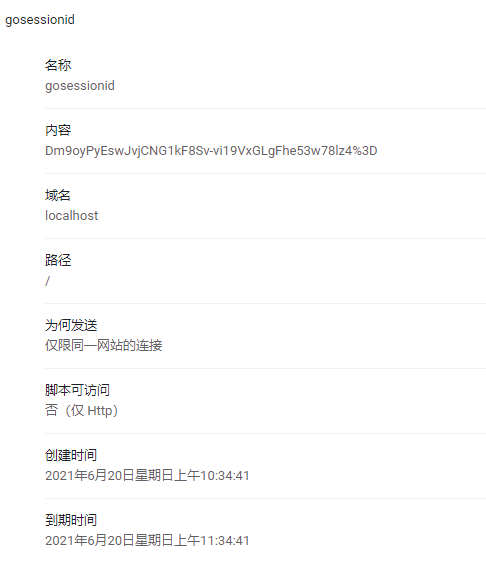 gosessionid
名称
gosessionid
内容
Dm9oyPyEswJvjCNG1kF8Sv-vi19VxGLgFhe53w78lz4%3D
域名
localhost
路径
/
为何发送
仅限同一网站的连接
脚本可访问
否（仅 Http）
创建时间
2021年6月20日星期日上午10:34:41
到期时间
2021年6月20日星期日上午11:34:41